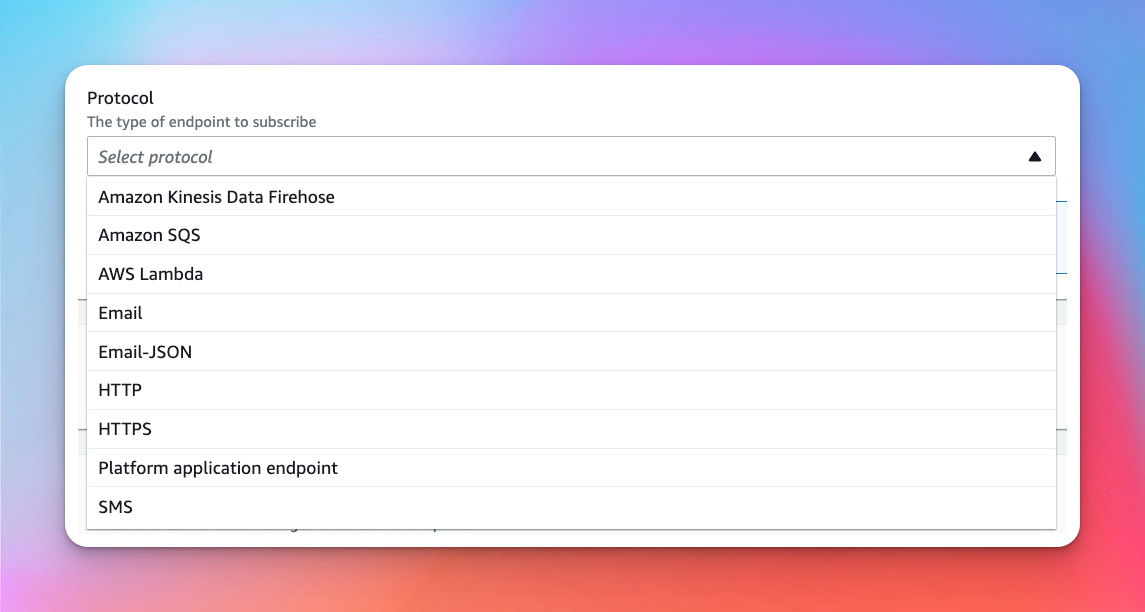 Protocol
The type of endpoint to subscribe
Select protocol
Amazon Kinesis Data Firehose
Amazon SQS
AWS Lambda
Email
Email-JSON
HTTP
HTTPS
Platform application endpoint
SMS